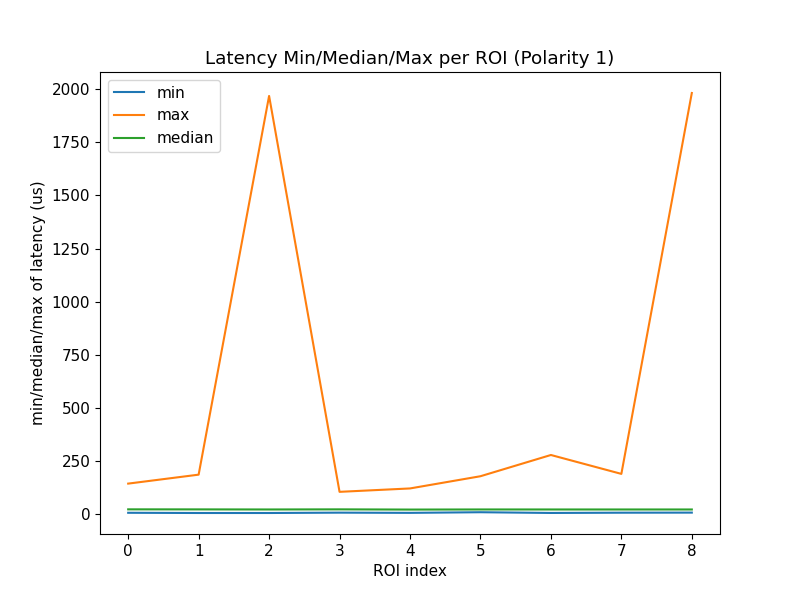 Latency Min/Median/Max per ROI (Polarity 1)
min
max
median
min/median/max of latency (us)
2000
1750
1500
1250
1000
750
500
250
0
0 1 2 3 4 5 6 7 8
ROI index